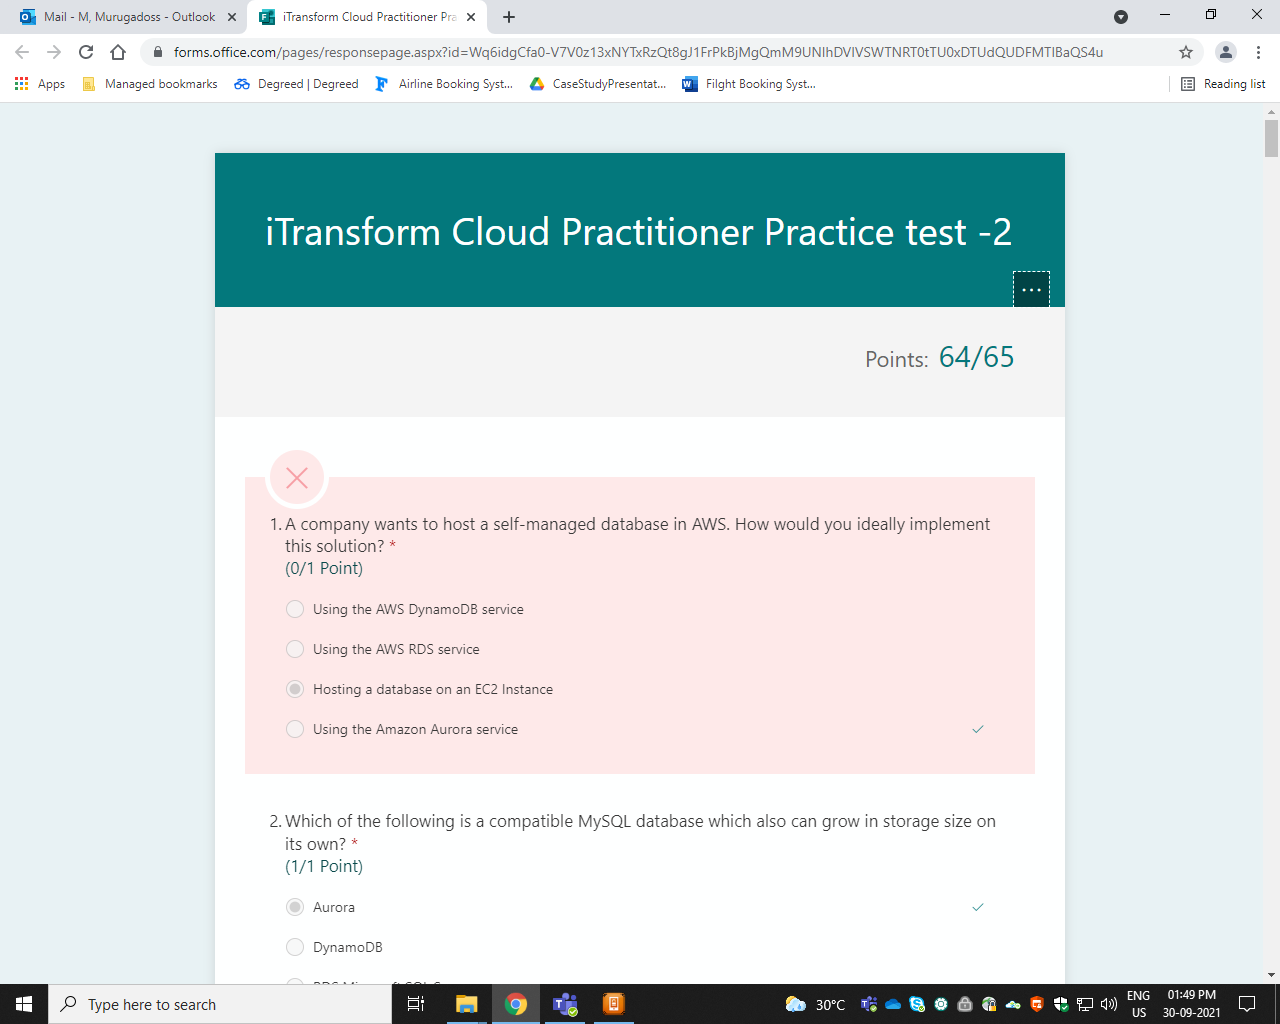 Mail - M, Murugadoss - Outlook
iTransform Cloud Practitioner Pra
forms.office.com/pages/responsepage.aspx?id=Wq6idgCfa0-V7V0z13xNYTxRzQt8gJ1FrPkBjMgQmM9UNlhDVlVSWTNRT0tTU0xDTUdQUDFMTlBaQS4u
Apps
Managed bookmarks
Degreed | Degreed
Airline Booking Syst...
CaseStudyPresentat...
Filght Booking Syst...
Reading list
iTransform Cloud Practitioner Practice test -2
...
Points: 64/65
1. A company wants to host a self-managed database in AWS. How would you ideally implement
this solution? *
(0/1 Point)
Using the AWS DynamoDB service
Using the AWS RDS service
Hosting a database on an EC2 Instance
Using the Amazon Aurora service
2. Which of the following is a compatible MySQL database which also can grow in storage size on
its own? *
(1/1 Point)
Aurora
DynamoDB
Type here to search
30°C
ENG
US
01:49 PM
30-09-2021